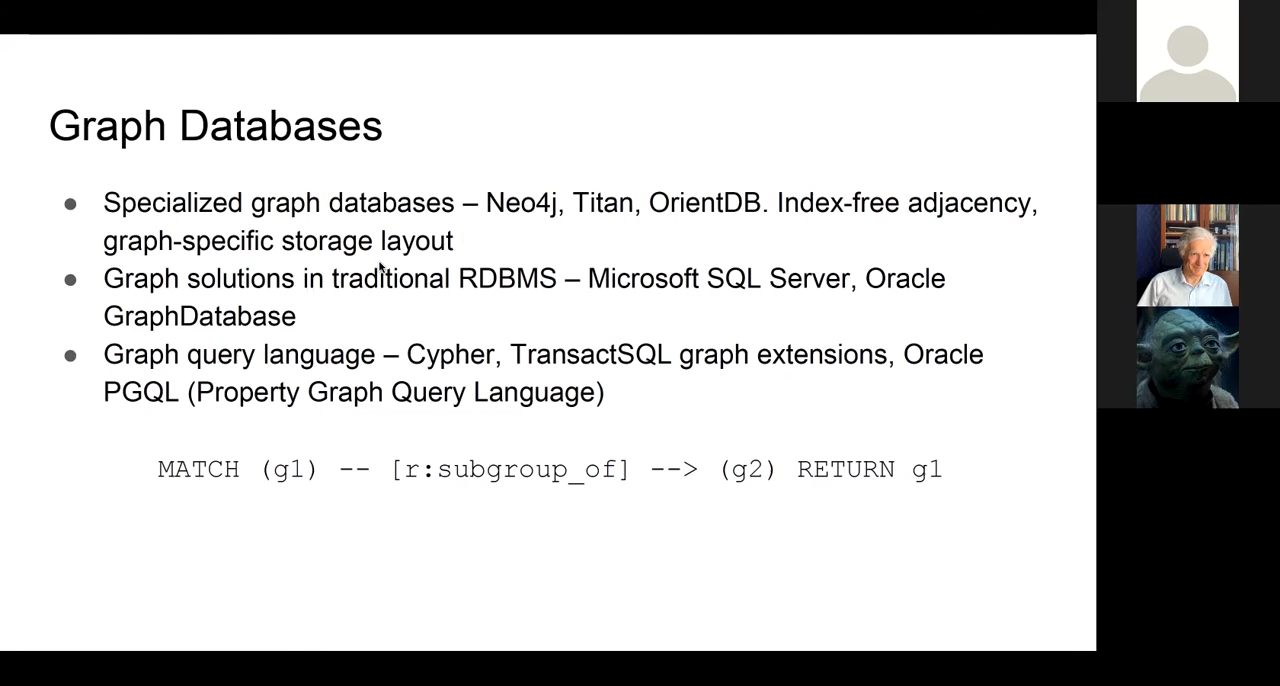 Graph Databases
● Specialized graph databases – Neo4j, Titan, OrientDB. Index-free adjacency,
graph-specific storage layout
● Graph solutions in traditional RDBMS – Microsoft SQL Server, Oracle
GraphDatabase
● Graph query language – Cypher, TransactSQL graph extensions, Oracle
PGQL (Property Graph Query Language)
MATCH (g1) -- [r:subgroup_of] --> (g2) RETURN g1